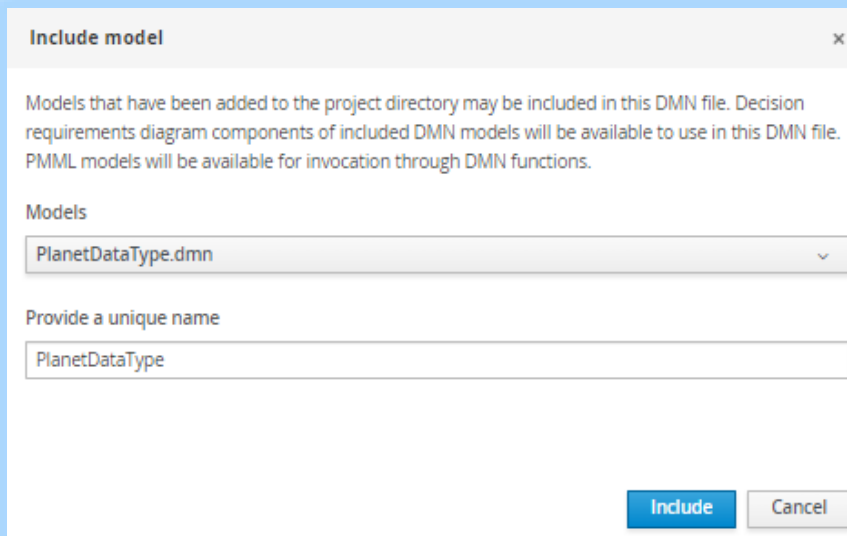 Include model ×
Models that have been added to the project directory may be included in this DMN file. Decision
requirements diagram components of included DMN models will be available to use in this DMN file.
PMML models will be available for invocation through DMN functions.
Models
PlanetDataType.dmn
Provide a unique name
PlanetDataType
Include Cancel